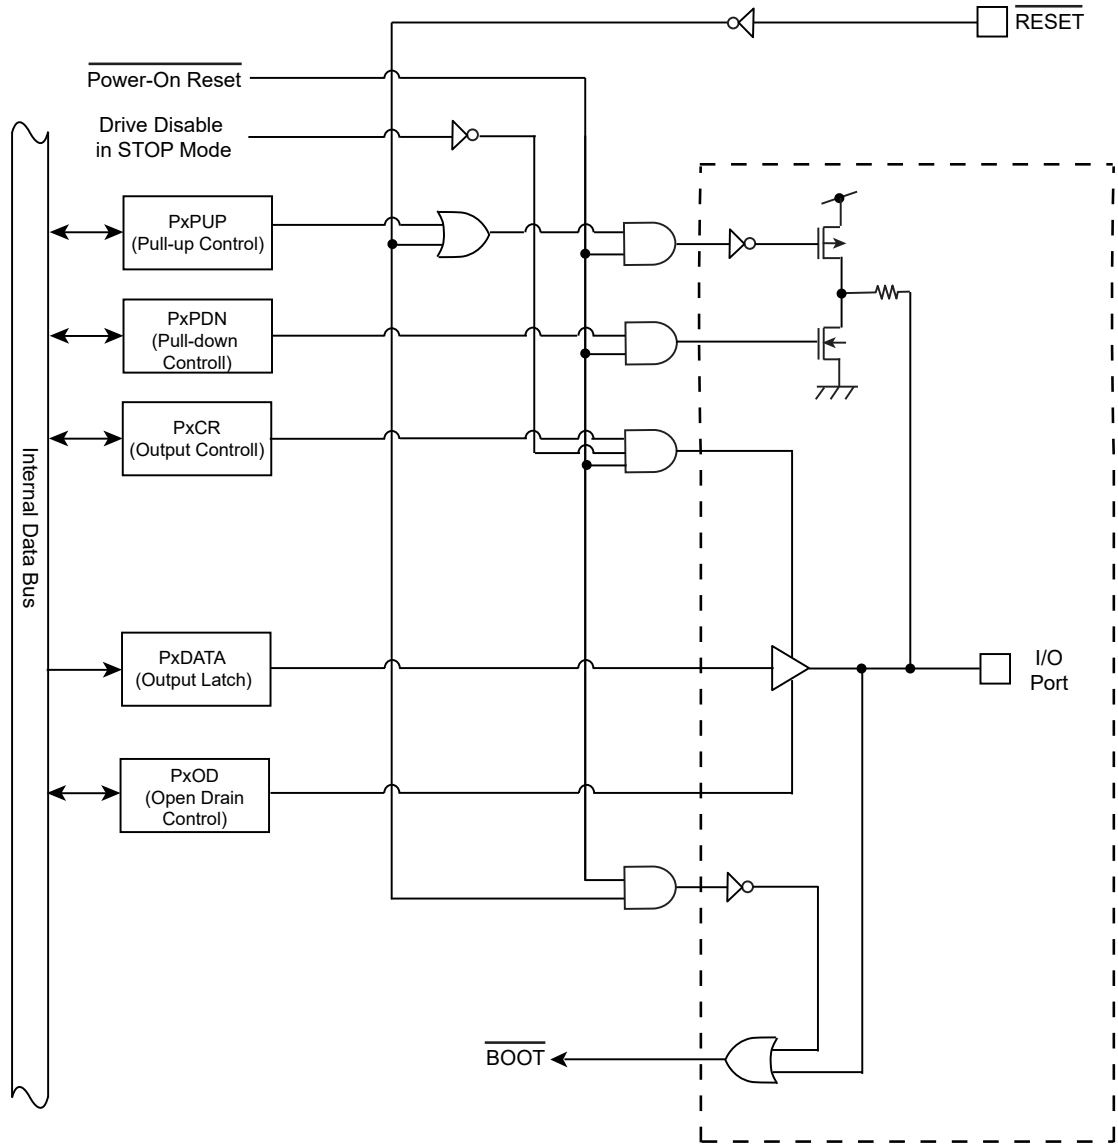 RESET
Power-On Reset
Drive Disable
in STOP Mode
PxPUP
(Pull-up Control)
PxPDN
(Pull-down
Controll)
PxCR
(Output Controll)
Internal Data Bus
PxDATA
(Output Latch)
I/O
Port
PxOD
(Open Drain
Control)
BOOT